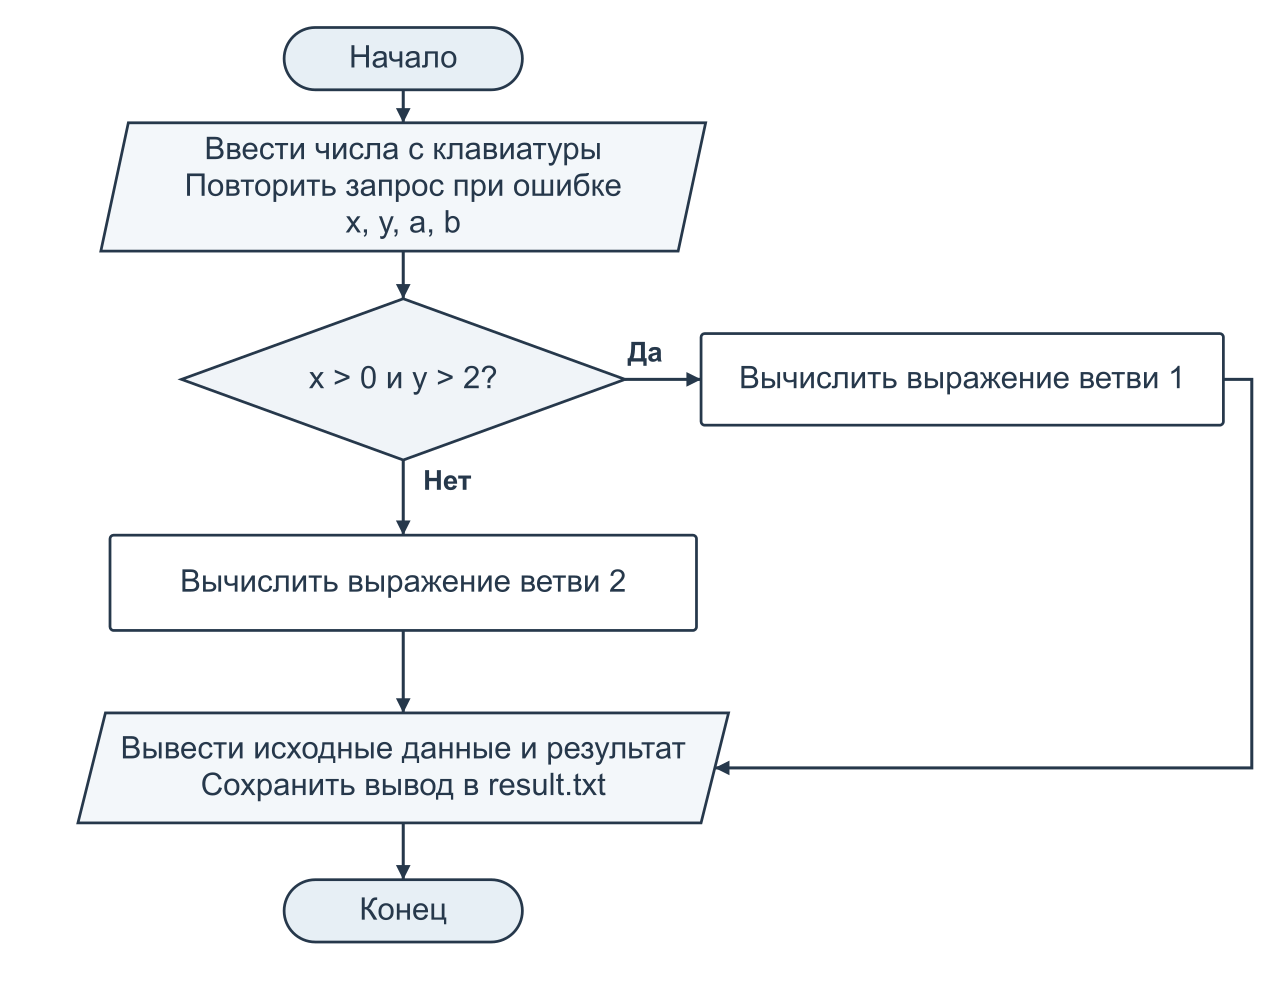 Начало
Ввести числа с клавиатуры
Повторить запрос при ошибке
x, y, a, b
x > 0 и y > 2?
Да
Вычислить выражение ветви 1
Нет
Вычислить выражение ветви 2
Вывести исходные данные и результат
Сохранить вывод в result.txt
Конец